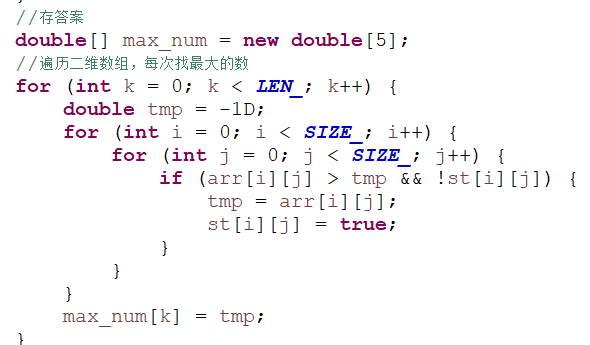 //存答案
double[] max_num = new double[5];
//遍历二维数组，每次找最大的数
for (int k = 0; k < LEN_; k++) {
    double tmp = -1D;
    for (int i = 0; i < SIZE_; i++) {
        for (int j = 0; j < SIZE_; j++) {
            if (arr[i][j] > tmp && !st[i][j]) {
                tmp = arr[i][j];
                st[i][j] = true;
            }
        }
    }
    max_num[k] = tmp;
}